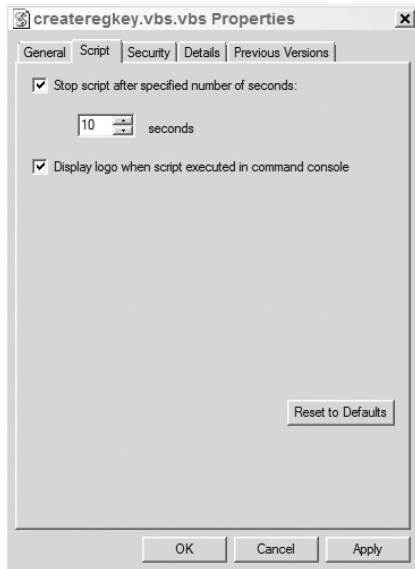 createregkey.vbs.vbs Properties
General Script Security Details Previous Versions
Stop script after specified number of seconds:
10 seconds
Display logo when script executed in command console
Reset to Defaults
OK Cancel Apply